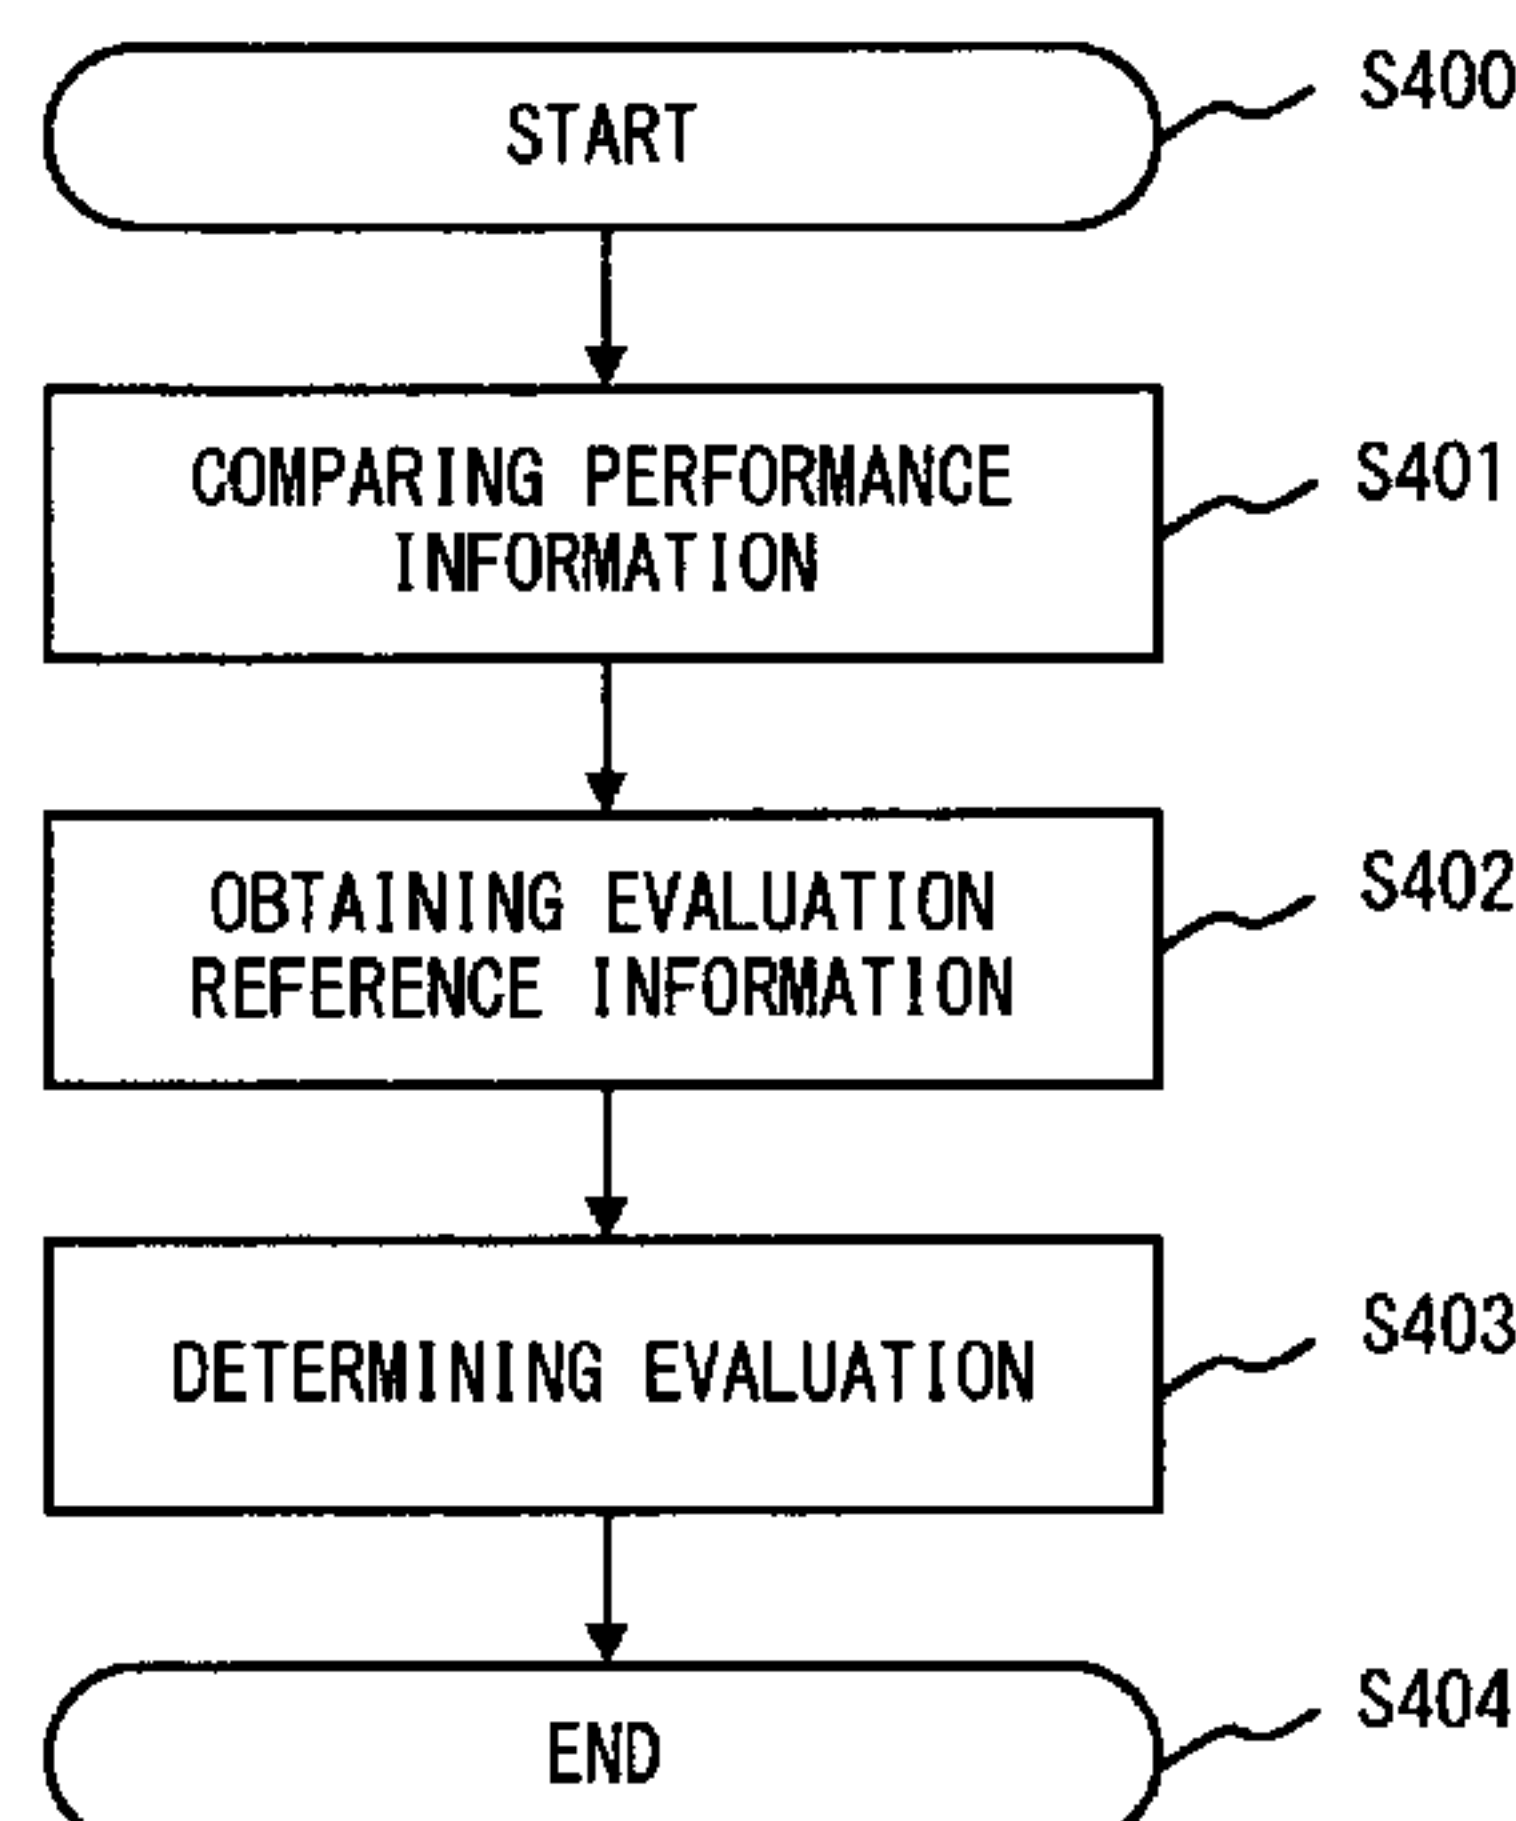 START
S400
COMPARING PERFORMANCE
INFORMATION
S401
OBTAINING EVALUATION
REFERENCE INFORMATION
S402
DETERMINING EVALUATION
S403
END
S404